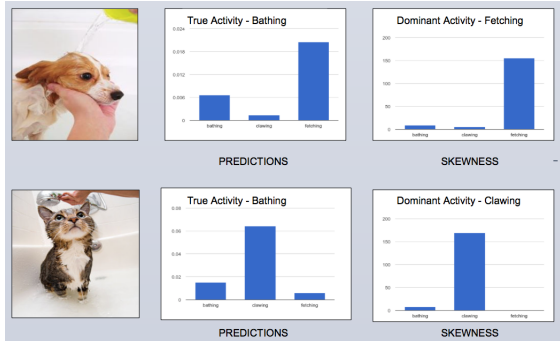 True Activity - Bathing
0.024
0.018
0.012
0.006
0
bathing
clawing
fetching
PREDICTIONS
Dominant Activity - Fetching
200
150
100
50
0
bathing
clawing
fetching
SKEWNESS
True Activity - Bathing
0.08
0.06
0.04
0.02
0
bathing
clawing
fetching
PREDICTIONS
Dominant Activity - Clawing
200
150
100
50
0
bathing
clawing
fetching
SKEWNESS